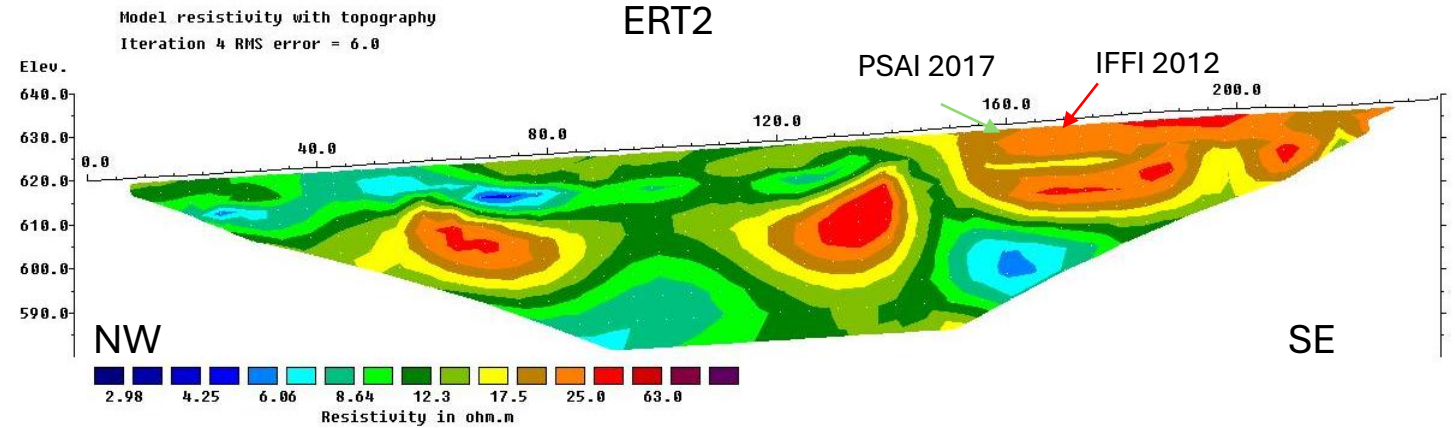 Model resistivity with topography
ERT2
Iteration 4 RMS error = 6.0
Elev.
PSAI 2017
IFFI 2012
640.0
200.0
160.0
630.0
120.0
80.0
40.0
0.0
620.0
610.0
600.0
590.0
NW
SE
2.98 4.25 6.06 8.64 12.3 17.5 25.0 63.0
Resistivity in ohm.m